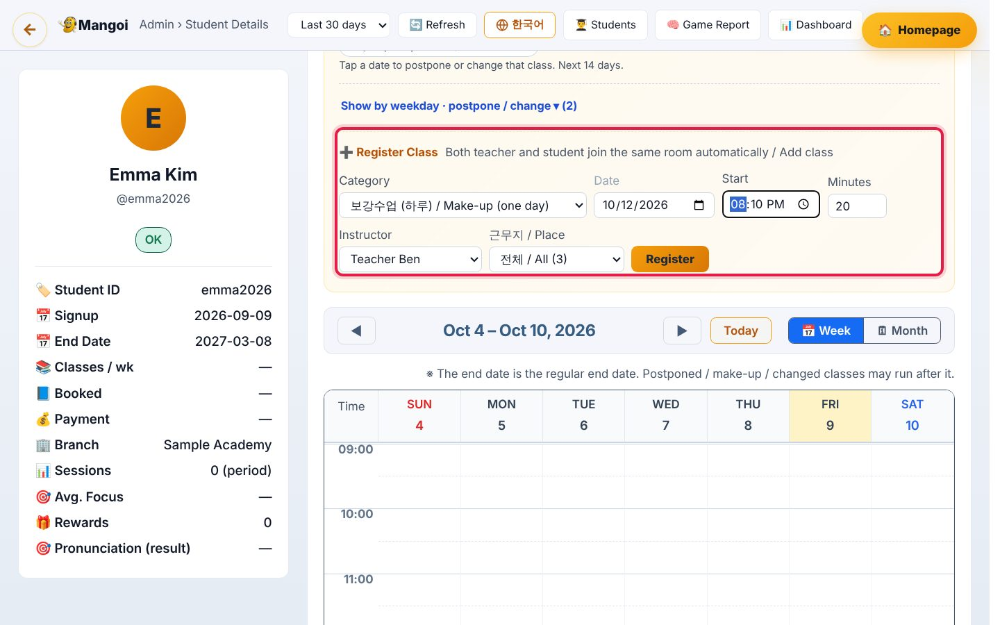 Mangoi
Admin › Student Details
Last 30 days
Refresh
한국어
Students
Game Report
Dashboard
Homepage
E
Emma Kim
@emma2026
OK
Student ID emma2026
Signup 2026-09-09
End Date 2027-03-08
Classes / wk —
Booked —
Payment —
Branch Sample Academy
Sessions 0 (period)
Avg. Focus —
Rewards 0
Pronunciation (result) —
Tap a date to postpone or change that class. Next 14 days.
Show by weekday · postpone / change ▾ (2)
➕ Register Class Both teacher and student join the same room automatically / Add class
Category Date Start Minutes
보강수업 (하루) / Make-up (one day) 10/12/2026 08:10 PM 20
Instructor 근무지 / Place
Teacher Ben 전체 / All (3) Register
◀ Oct 4 – Oct 10, 2026 ▶ Today Week Month
※ The end date is the regular end date. Postponed / make-up / changed classes may run after it.
Time SUN MON TUE WED THU FRI SAT
4 5 6 7 8 9 10
09:00
10:00
11:00